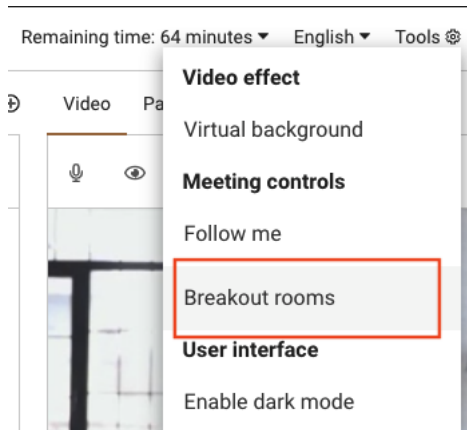 Remaining time: 64 minutes English Tools
Video Pa
Video effect
Virtual background
Meeting controls
Follow me
Breakout rooms
User interface
Enable dark mode